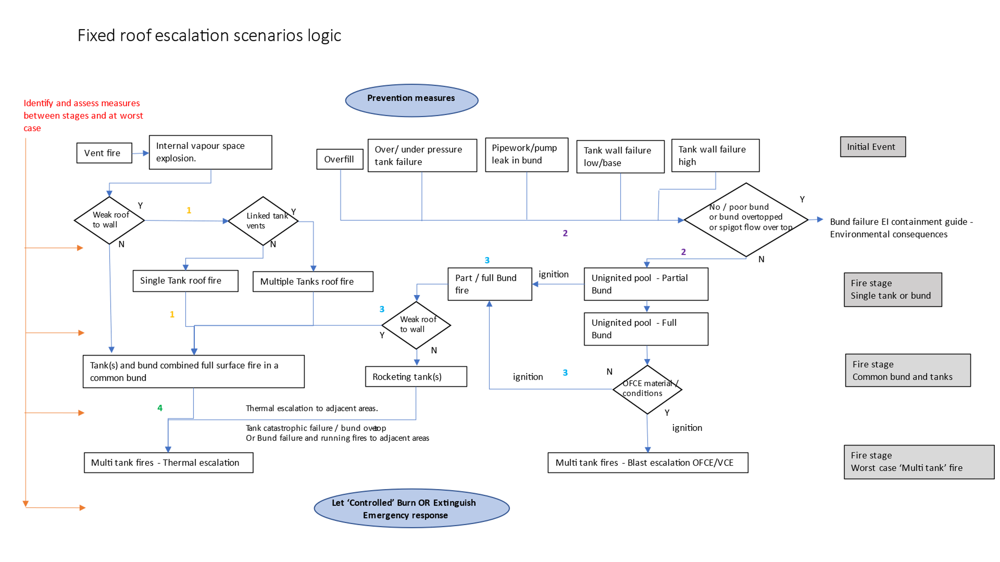 Fixed roof escalation scenarios logic
Prevention measures
Identify and assess measures
between stages and at worst
case
Vent fire
Internal vapour space
explosion.
Overfill
Over/ under pressure
tank failure
Pipework/pump
leak in bund
Tank wall failure
low/base
Tank wall failure
high
Initial Event
Weak roof
to wall
Y
N
1
Linked tank
vents
Y
N
No / poor bund
or bund overtopped
or spigot flow over top
Y
N
Bund failure EI containment guide -
Environmental consequences
2
2
Single Tank roof fire
Multiple Tanks roof fire
3
Part / full Bund
fire
ignition
Unignited pool - Partial
Bund
Fire stage
Single tank or bund
1
3
Weak roof
to wall
Y
N
Unignited pool - Full
Bund
Tank(s) and bund combined full surface fire in a
common bund
Rocketing tank(s)
ignition
3
N
OFCE material /
conditions
Y
ignition
Fire stage
Common bund and tanks
4
Thermal escalation to adjacent areas.
Tank catastrophic failure / bund overtop
Or Bund failure and running fires to adjacent areas
Multi tank fires - Thermal escalation
Multi tank fires - Blast escalation OFCE/VCE
Fire stage
Worst case ‘Multi tank’ fire
Let ‘Controlled’ Burn OR Extinguish
Emergency response